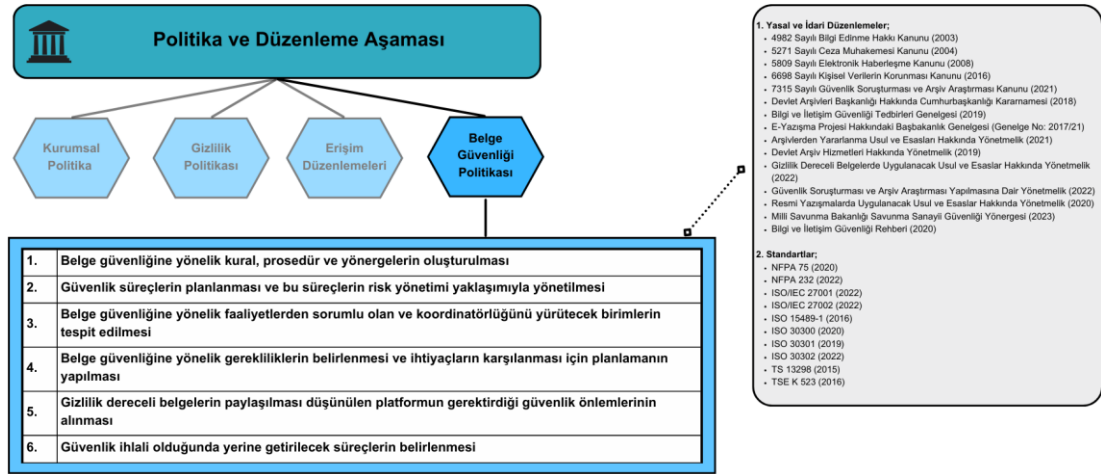 Politika ve Düzenleme Aşaması
Kurumsal
Politika
Gizlilik
Politikası
Erişim
Düzenlemeleri
Belge
Güvenliği
Politikası
1. Belge güvenliğine yönelik kural, prosedür ve yönergelerin oluşturulması
2. Güvenlik süreçlerin planlanması ve bu süreçlerin risk yönetimi yaklaşımıyla yönetilmesi
3. Belge güvenliğine yönelik faaliyetlerden sorumlu olan ve koordinatörlüğünü yürütecek birimlerin
tespit edilmesi
4. Belge güvenliğine yönelik gerekliliklerin belirlenmesi ve ihtiyaçların karşılanması için planlamanın
yapılması
5. Gizlilik dereceli belgelerin paylaşılması düşünülen platformun gerektirdiği güvenlik önlemlerinin
alınması
6. Güvenlik ihlali olduğunda yerine getirilecek süreçlerin belirlenmesi
1. Yasal ve İdari Düzenlemeler;
• 4982 Sayılı Bilgi Edinme Hakkı Kanunu (2003)
• 5271 Sayılı Ceza Muhakemesi Kanunu (2004)
• 5809 Sayılı Elektronik Haberleşme Kanunu (2008)
• 6698 Sayılı Kişisel Verilerin Korunması Kanunu (2016)
• 7315 Sayılı Güvenlik Soruşturması ve Arşiv Araştırması Kanunu (2021)
• Devlet Arşivleri Başkanlığı Hakkında Cumhurbaşkanlığı Kararnamesi (2018)
• Bilgi ve İletişim Güvenliği Tedbirleri Genelgesi (2019)
• E-Yazışma Projesi Hakkındaki Başbakanlık Genelgesi (Genelge No: 2017/21)
• Arşivlerden Yararlanma Usul ve Esasları Hakkında Yönetmelik (2021)
• Devlet Arşiv Hizmetleri Hakkında Yönetmelik (2019)
• Gizlilik Dereceli Belgelerde Uygulanacak Usul ve Esaslar Hakkında Yönetmelik
(2022)
• Güvenlik Soruşturması ve Arşiv Araştırması Yapılmasına Dair Yönetmelik (2022)
• Resmi Yazışmalarda Uygulanacak Usul ve Esaslar Hakkında Yönetmelik (2020)
• Milli Savunma Bakanlığı Savunma Sanayii Güvenliği Yönergesi (2023)
• Bilgi ve İletişim Güvenliği Rehberi (2020)
2. Standartlar;
• NFPA 75 (2020)
• NFPA 232 (2022)
• ISO/IEC 27001 (2022)
• ISO/IEC 27002 (2022)
• ISO 15489-1 (2016)
• ISO 30300 (2020)
• ISO 30301 (2019)
• ISO 30302 (2022)
• TS 13298 (2015)
• TSE K 523 (2016)